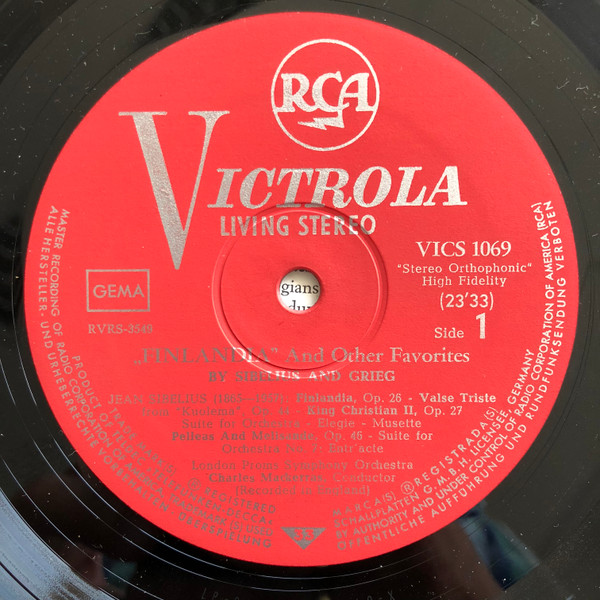 RCA
VICTROLA
LIVING STEREO
VICS 1069
"Stereo Orthophonic"
High Fidelity
(23'33)
Side 1
GEMA
RVRS-3549
gians
du
„FINLANDIA" And Other Favorites
BY SIBELIUS AND GRIEG
JEAN SIBELIUS Finlandia, Op. 26 - Valse Triste
from "Kuolema", Op. King Christian II, Op. 27
Suite for Orchestra - Elegie - Musette
Pelleas And Melisande, Op. 46 - Suite for
Orchestra Entr'acte
London Proms Symphony Orchestra
Charles Mackerras, Conductor
[Recorded in England]
MASTER RECORDING OF RADIO CORPORATION OF AMERICA (RCA)
ALLE HERSTELLER- UND URHEBERRECHTE VORBEHALTEN ÜBERSPIELUNG
MARCA(S) ® REGISTRADA(S)
SCHALLPLATTEN G.M.B.H. LICENSEE, GERMANY
BY AUTHORITY AND UNDER CONTROL OF RADIO CORPORATION OF AMERICA (RCA)
ÖFFENTLICHE AUFFÜHRUNG UND RUNDFUNKSENDUNG VERBOTEN